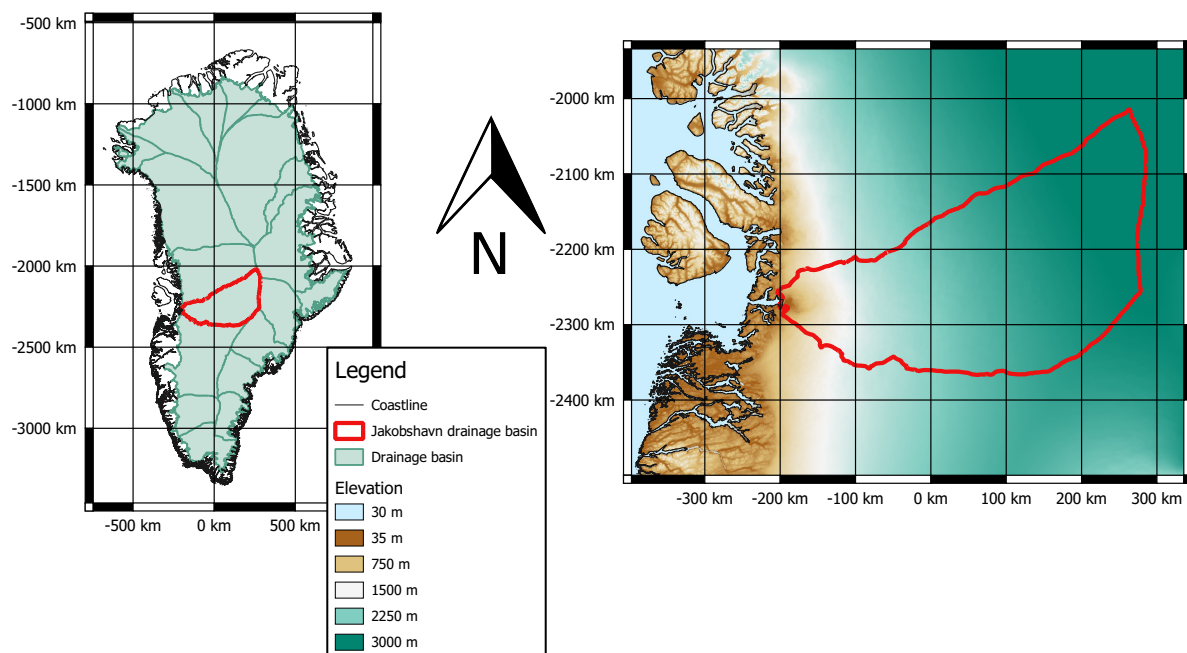 -500 km
-1000 km
-1500 km
-2000 km
-2500 km
-3000 km
-500 km 0 km 500 km
N
Legend
Coastline
Jakobshavn drainage basin
Drainage basin
Elevation
30 m
35 m
750 m
1500 m
2250 m
3000 m
-2000 km
-2100 km
-2200 km
-2300 km
-2400 km
-300 km -200 km -100 km 0 km 100 km 200 km 300 km